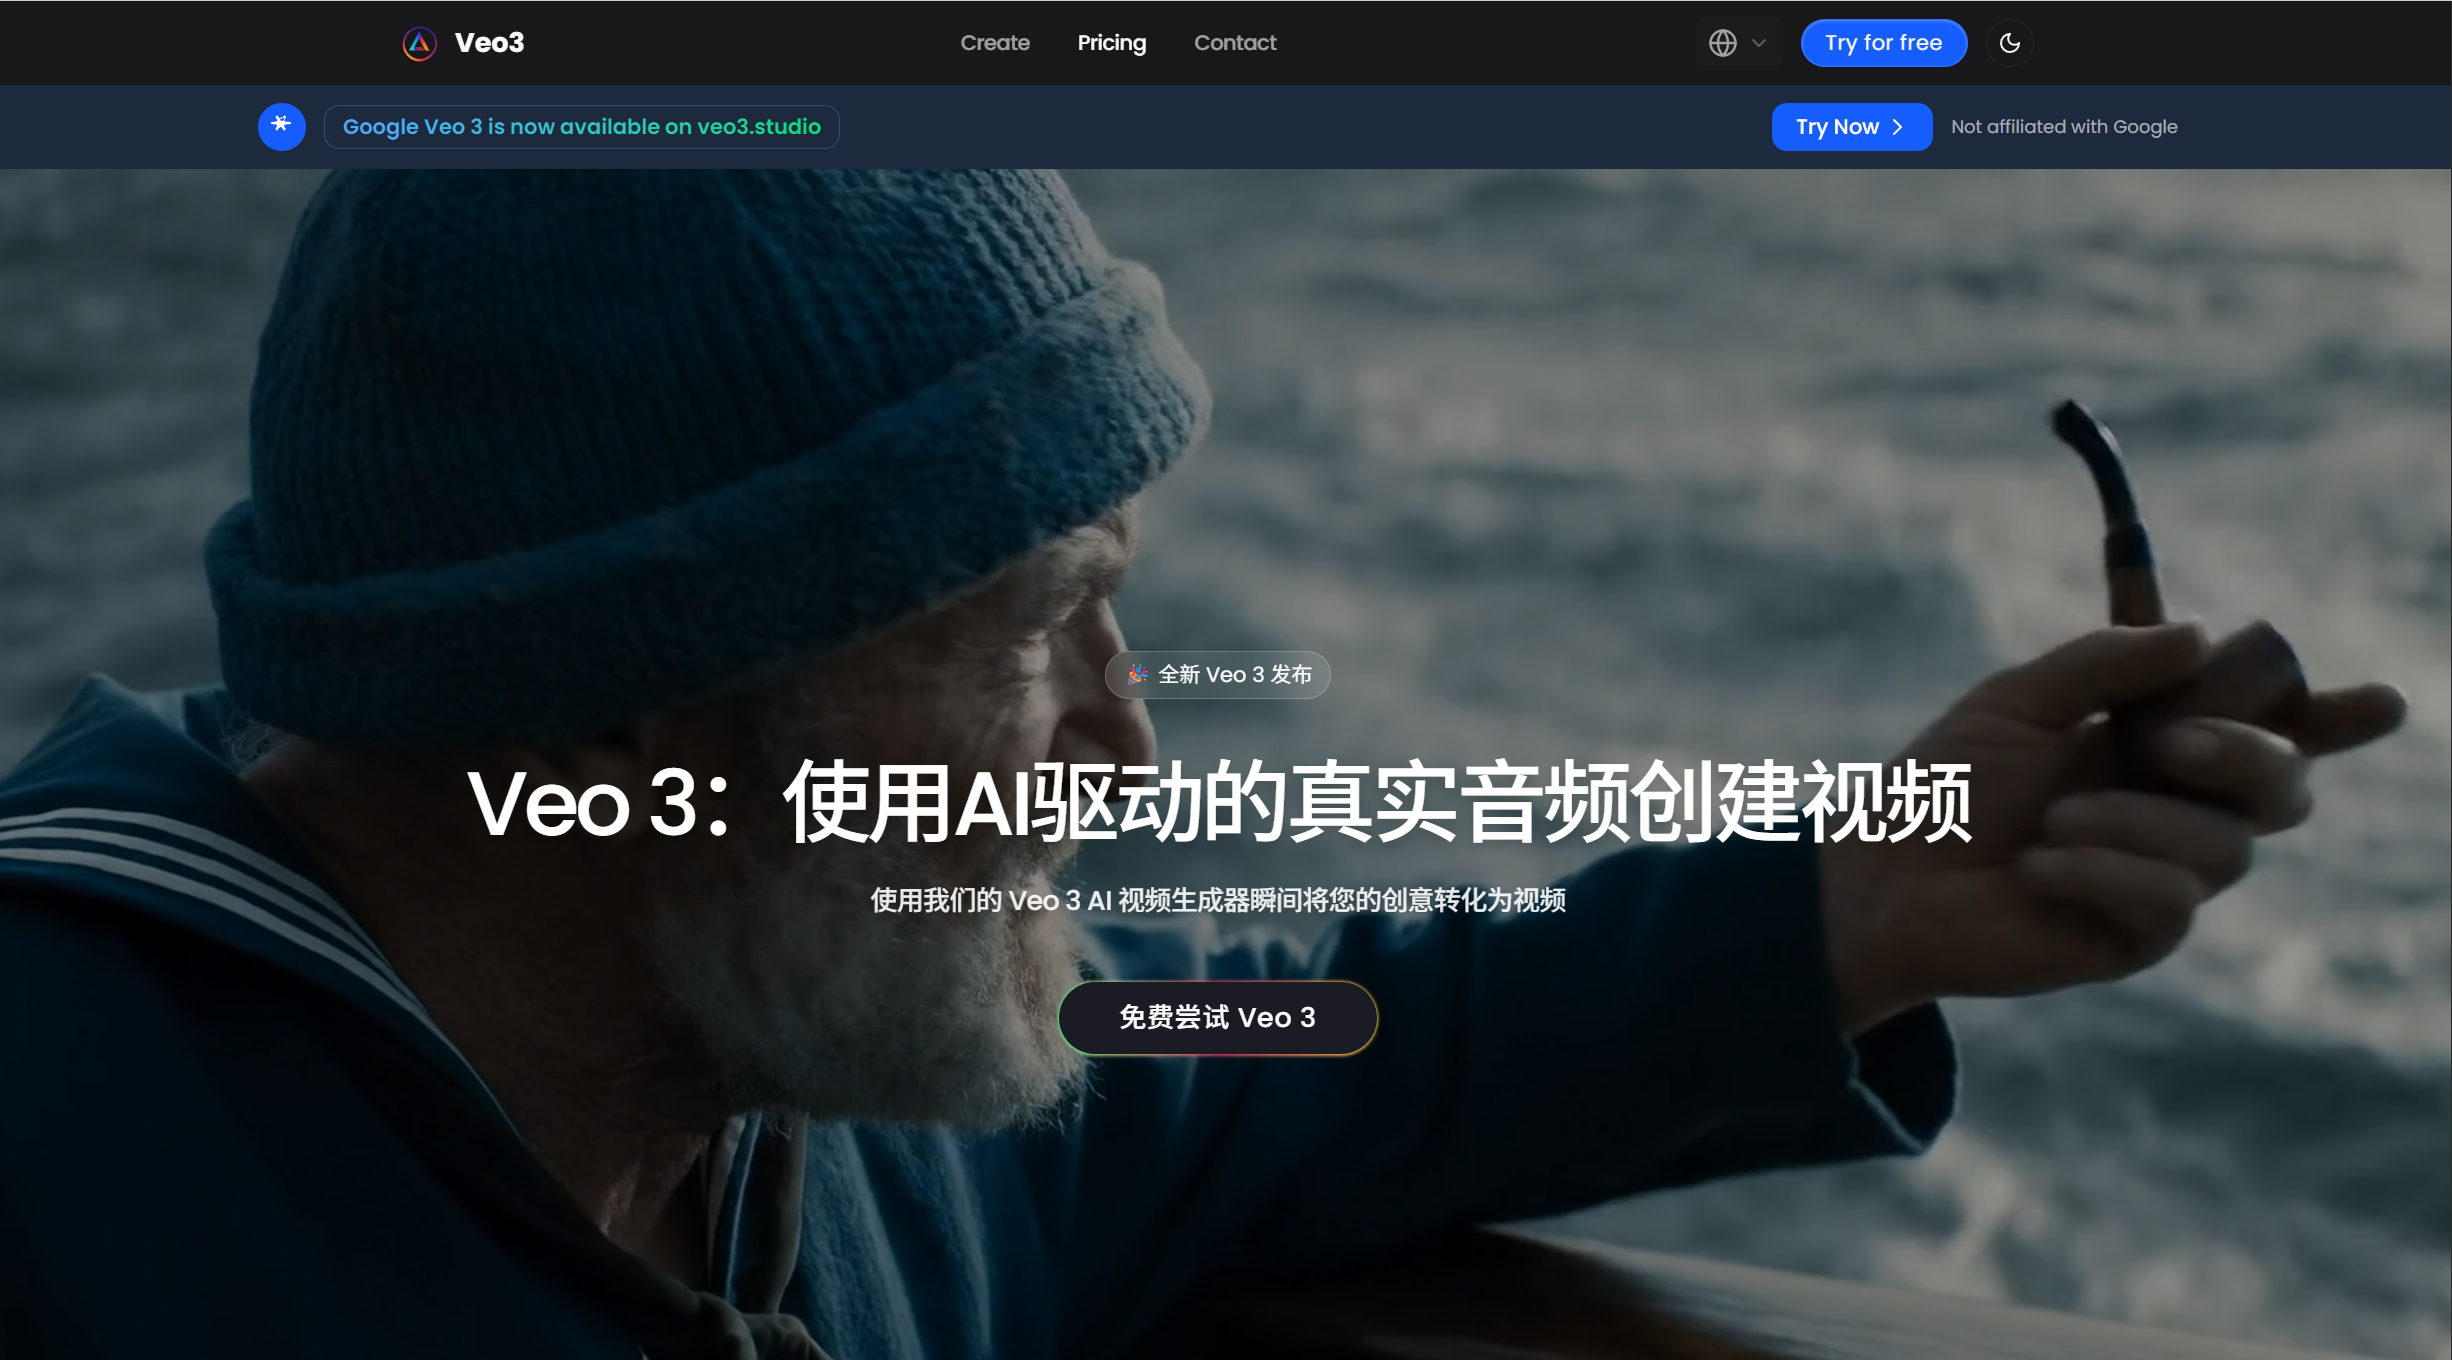 Veo3
Create
Pricing
Contact
Try for free
Google Veo 3 is now available on veo3.studio
Try Now
Not affiliated with Google
🎉 全新 Veo 3 发布
Veo 3：使用AI驱动的真实音频创建视频
使用我们的 Veo 3 AI 视频生成器瞬间将您的创意转化为视频
免费尝试 Veo 3